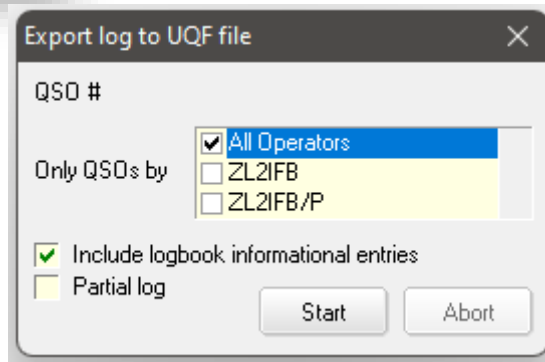 Export log to UQF file
QSO #
Only QSOs by
All Operators
ZL2IFB
ZL2IFB/P
Include logbook informational entries
Partial log
Start
Abort